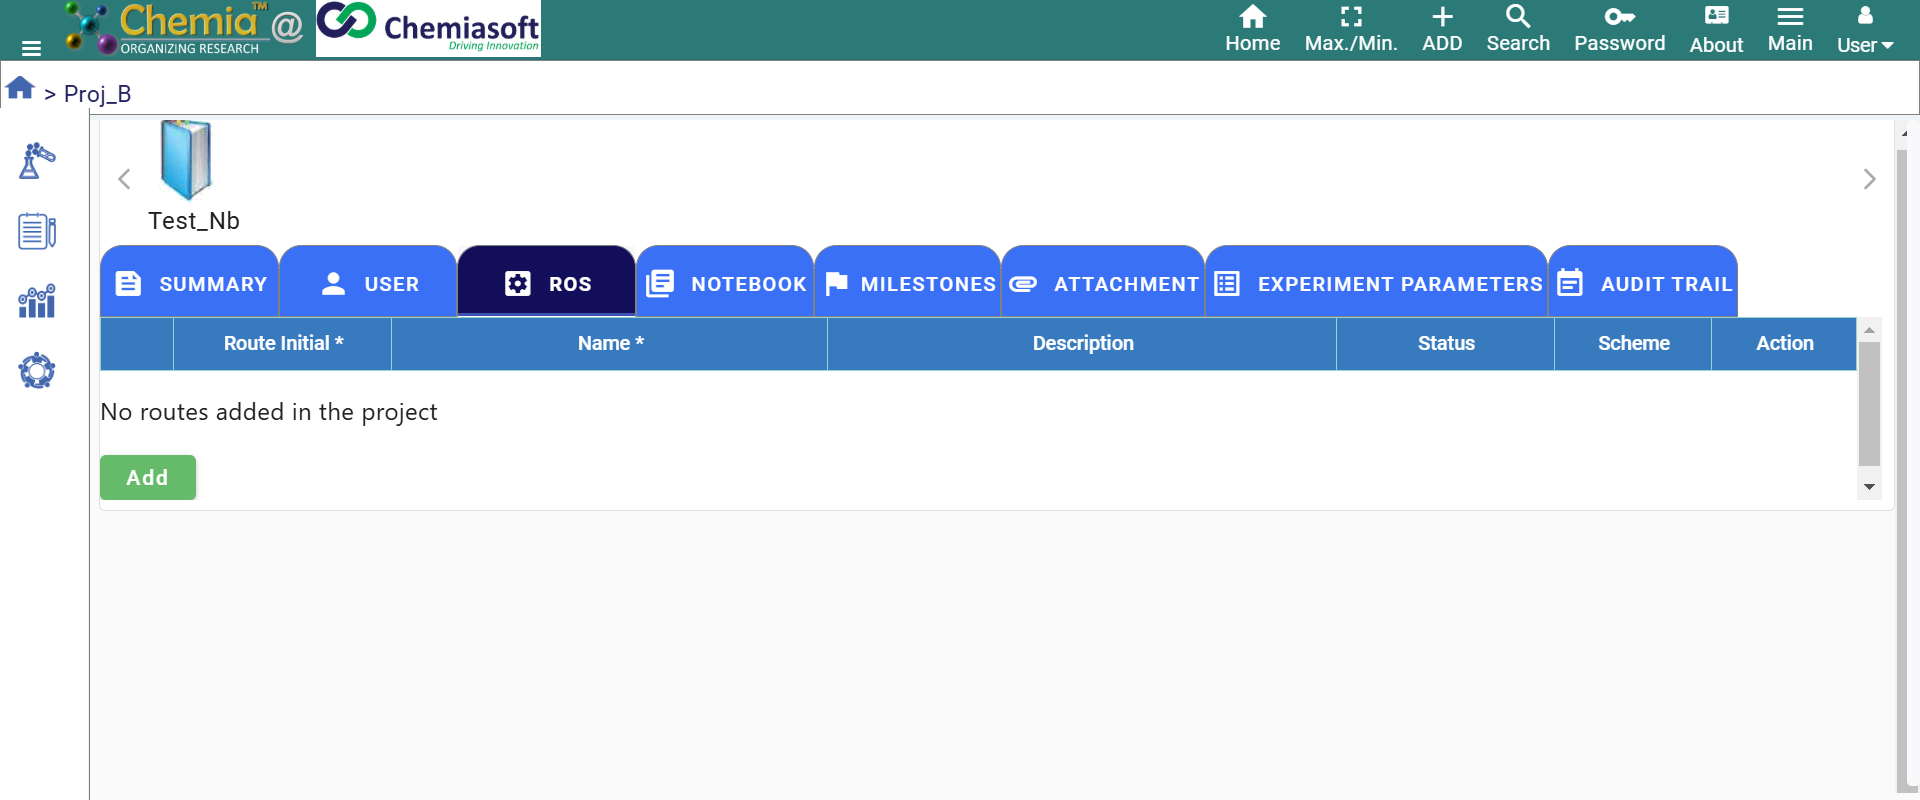 Chemia™ @
ORGANIZING RESEARCH
Chemiasoft
Driving Innovation
Home
Max./Min.
ADD
Search
Password
About
Main
User
> Proj_B
Test_Nb
SUMMARY
USER
ROS
NOTEBOOK
MILESTONES
ATTACHMENT
EXPERIMENT PARAMETERS
AUDIT TRAIL
Route Initial *
Name *
Description
Status
Scheme
Action
No routes added in the project
Add